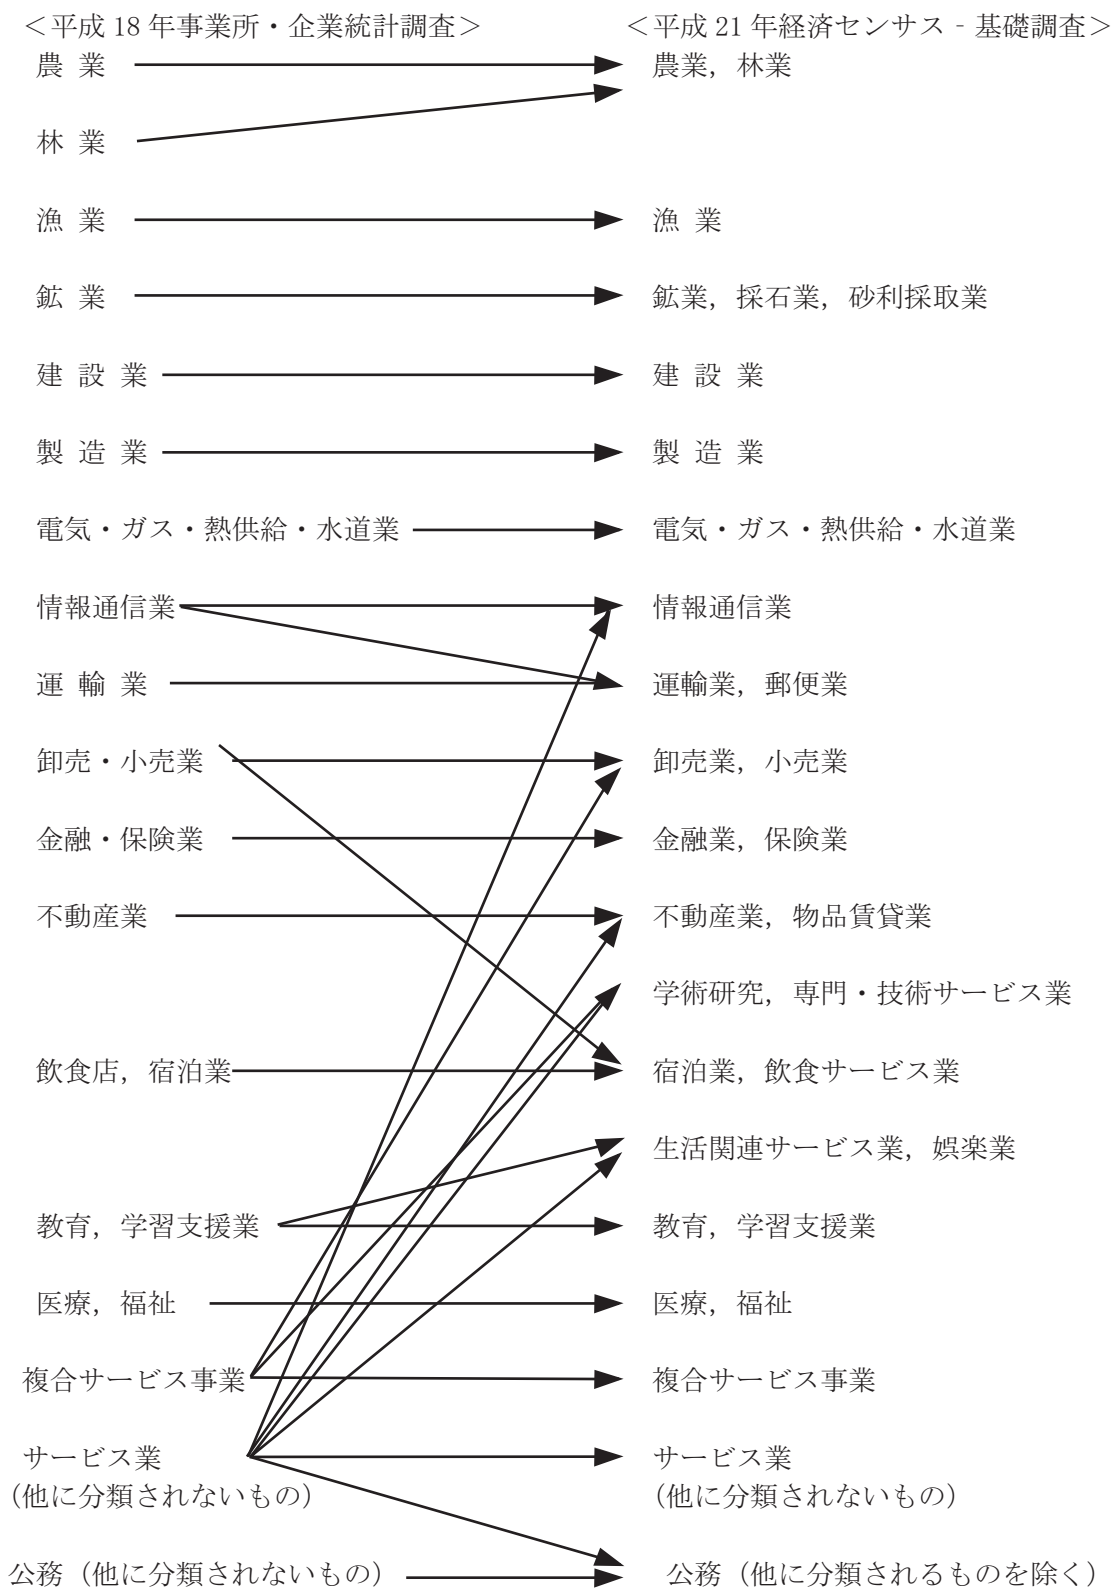 ＜平成 18 年事業所・企業統計調査＞ ＜平成 21 年経済センサス‐基礎調査＞
農 業 農業，林業
林 業
漁 業 漁 業
鉱 業 鉱業，採石業，砂利採取業
建 設 業 建 設 業
製 造 業 製 造 業
電気・ガス・熱供給・水道業 電気・ガス・熱供給・水道業
情報通信業 情報通信業
運 輸 業 運輸業，郵便業
卸売・小売業 卸売業，小売業
金融・保険業 金融業，保険業
不動産業 不動産業，物品賃貸業
学術研究，専門・技術サービス業
飲食店，宿泊業 宿泊業，飲食サービス業
生活関連サービス業，娯楽業
教育，学習支援業 教育，学習支援業
医療，福祉 医療，福祉
複合サービス事業 複合サービス事業
サービス業 サービス業
（他に分類されないもの） （他に分類されないもの）
公務（他に分類されないもの） 公務（他に分類されるものを除く）